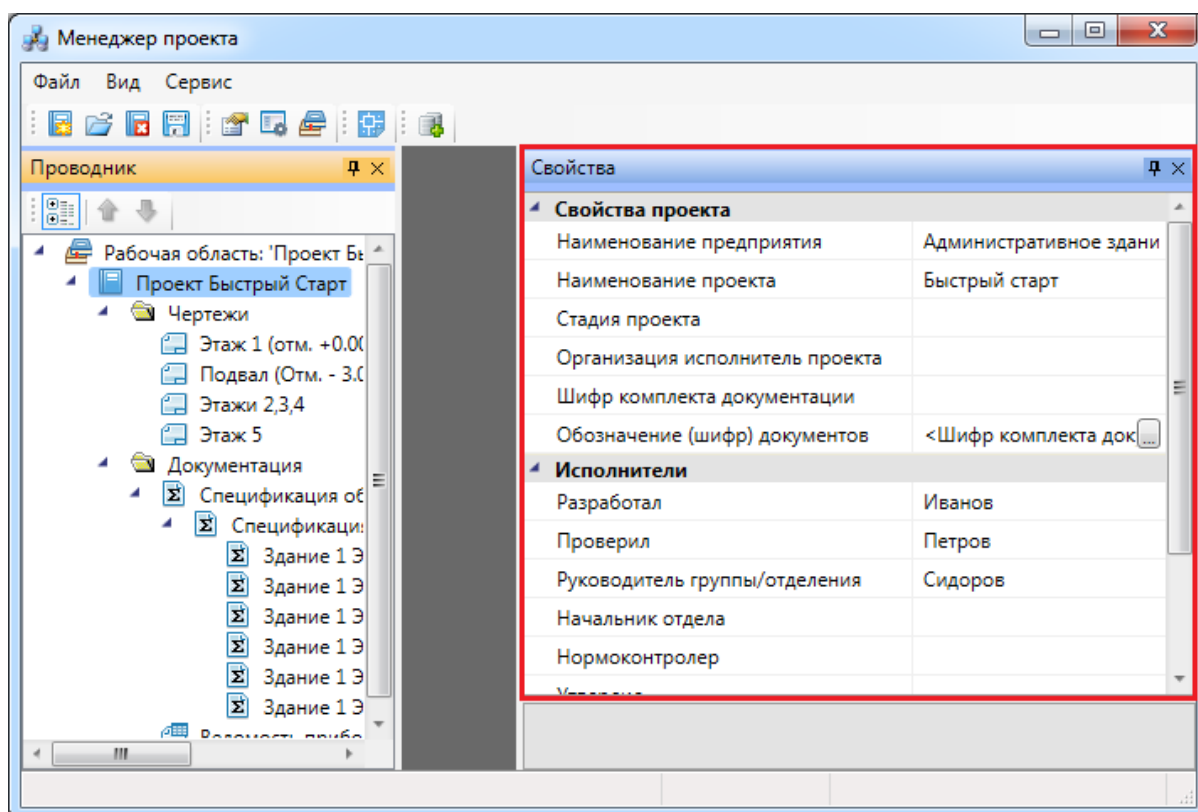 Менеджер проекта
Файл Вид Сервис
Проводник
Рабочая область: 'Проект Бы
Проект Быстрый Старт
Чертежи
Этаж 1 (отм. +0.00
Подвал (Отм. - 3.0
Этажи 2,3,4
Этаж 5
Документация
Спецификация об
Спецификация
Здание 1 Э
Здание 1 Э
Здание 1 Э
Здание 1 Э
Здание 1 Э
Здание 1 Э
Ведомость прибо
Свойства
Свойства проекта
Наименование предприятия Административное здани
Наименование проекта Быстрый старт
Стадия проекта
Организация исполнитель проекта
Шифр комплекта документации
Обозначение (шифр) документов <Шифр комплекта док ...
Исполнители
Разработал Иванов
Проверил Петров
Руководитель группы/отделения Сидоров
Начальник отдела
Нормоконтролер